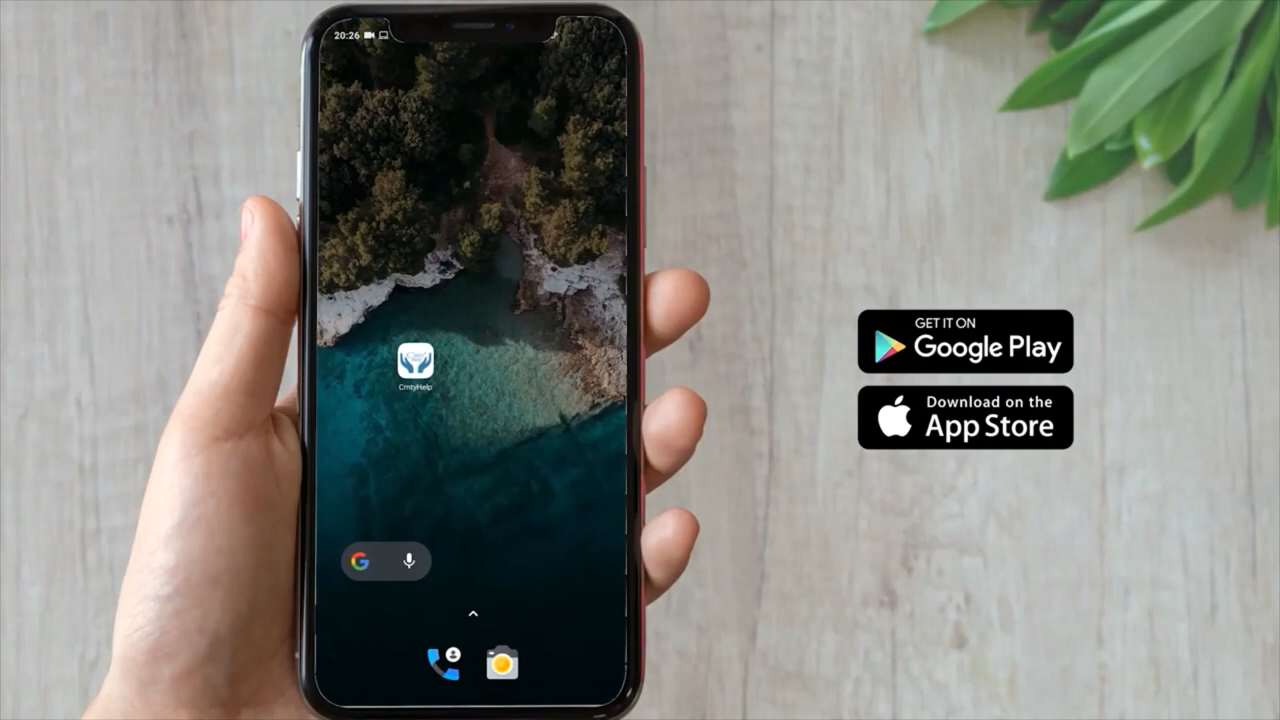 20:26
CmtyHelp
GET IT ON
Google Play
Download on the
App Store